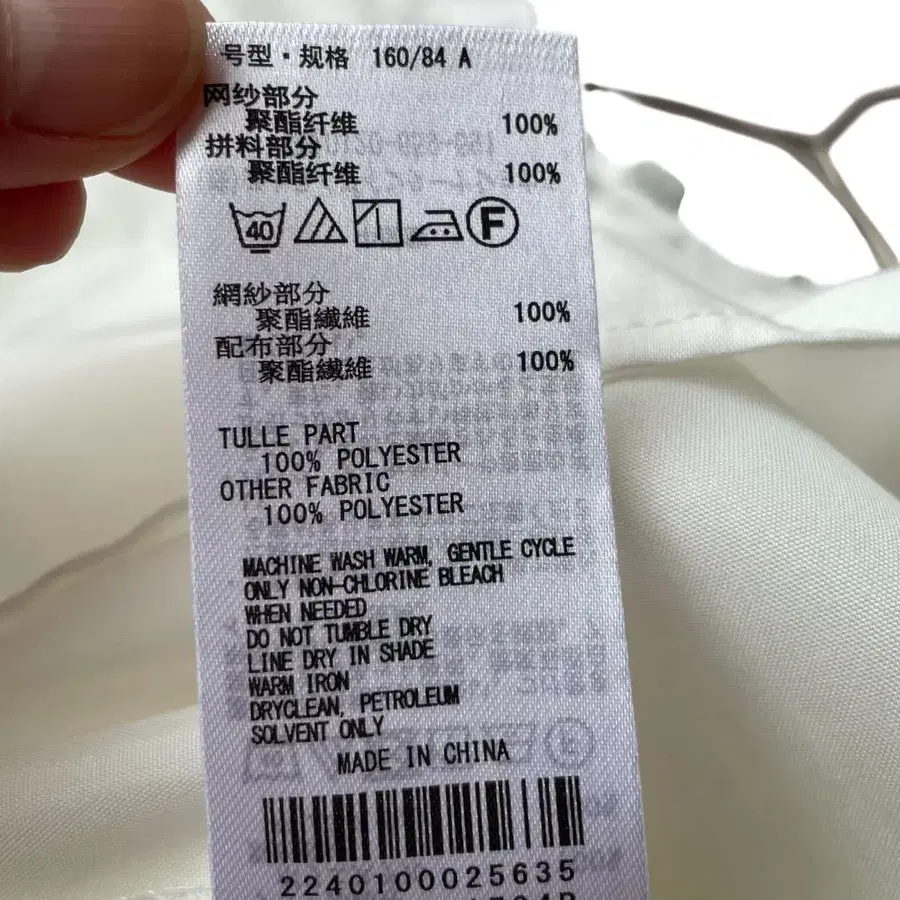 号型・规格 160/84 A
网纱部分
聚酯纤维 100%
拼料部分
聚酯纤维 100%
40 F
網紗部分
聚酯纖維 100%
配布部分
聚酯纖維 100%
TULLE PART
100% POLYESTER
OTHER FABRIC
100% POLYESTER
MACHINE WASH WARM, GENTLE CYCLE
ONLY NON-CHLORINE BLEACH
WHEN NEEDED
DO NOT TUMBLE DRY
LINE DRY IN SHADE
WARM IRON
DRYCLEAN, PETROLEUM
SOLVENT ONLY
MADE IN CHINA
2240100025635